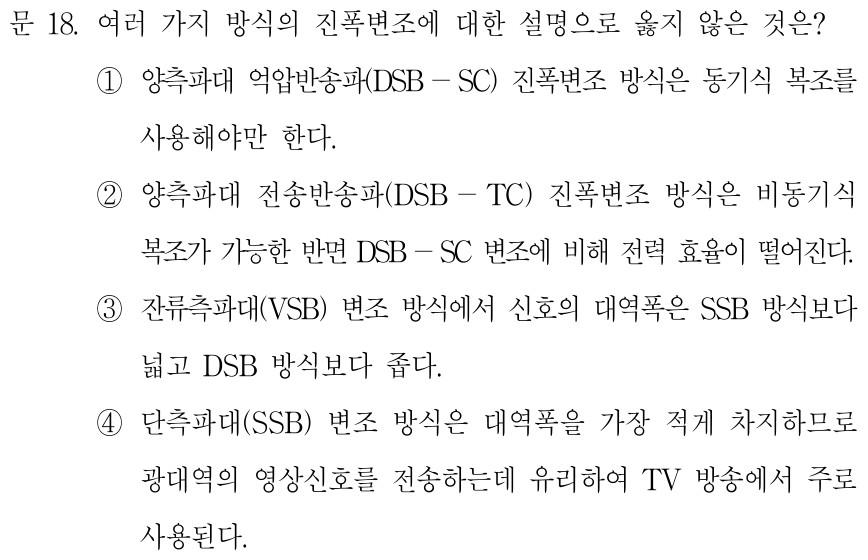 문 18. 여러 가지 방식의 진폭변조에 대한 설명으로 옳지 않은 것은?
① 양측파대 억압반송파(DSB – SC) 진폭변조 방식은 동기식 복조를
사용해야만 한다.
② 양측파대 전송반송파(DSB – TC) 진폭변조 방식은 비동기식
복조가 가능한 반면 DSB – SC 변조에 비해 전력 효율이 떨어진다.
③ 잔류측파대(VSB) 변조 방식에서 신호의 대역폭은 SSB 방식보다
넓고 DSB 방식보다 좁다.
④ 단측파대(SSB) 변조 방식은 대역폭을 가장 적게 차지하므로
광대역의 영상신호를 전송하는데 유리하여 TV 방송에서 주로
사용된다.